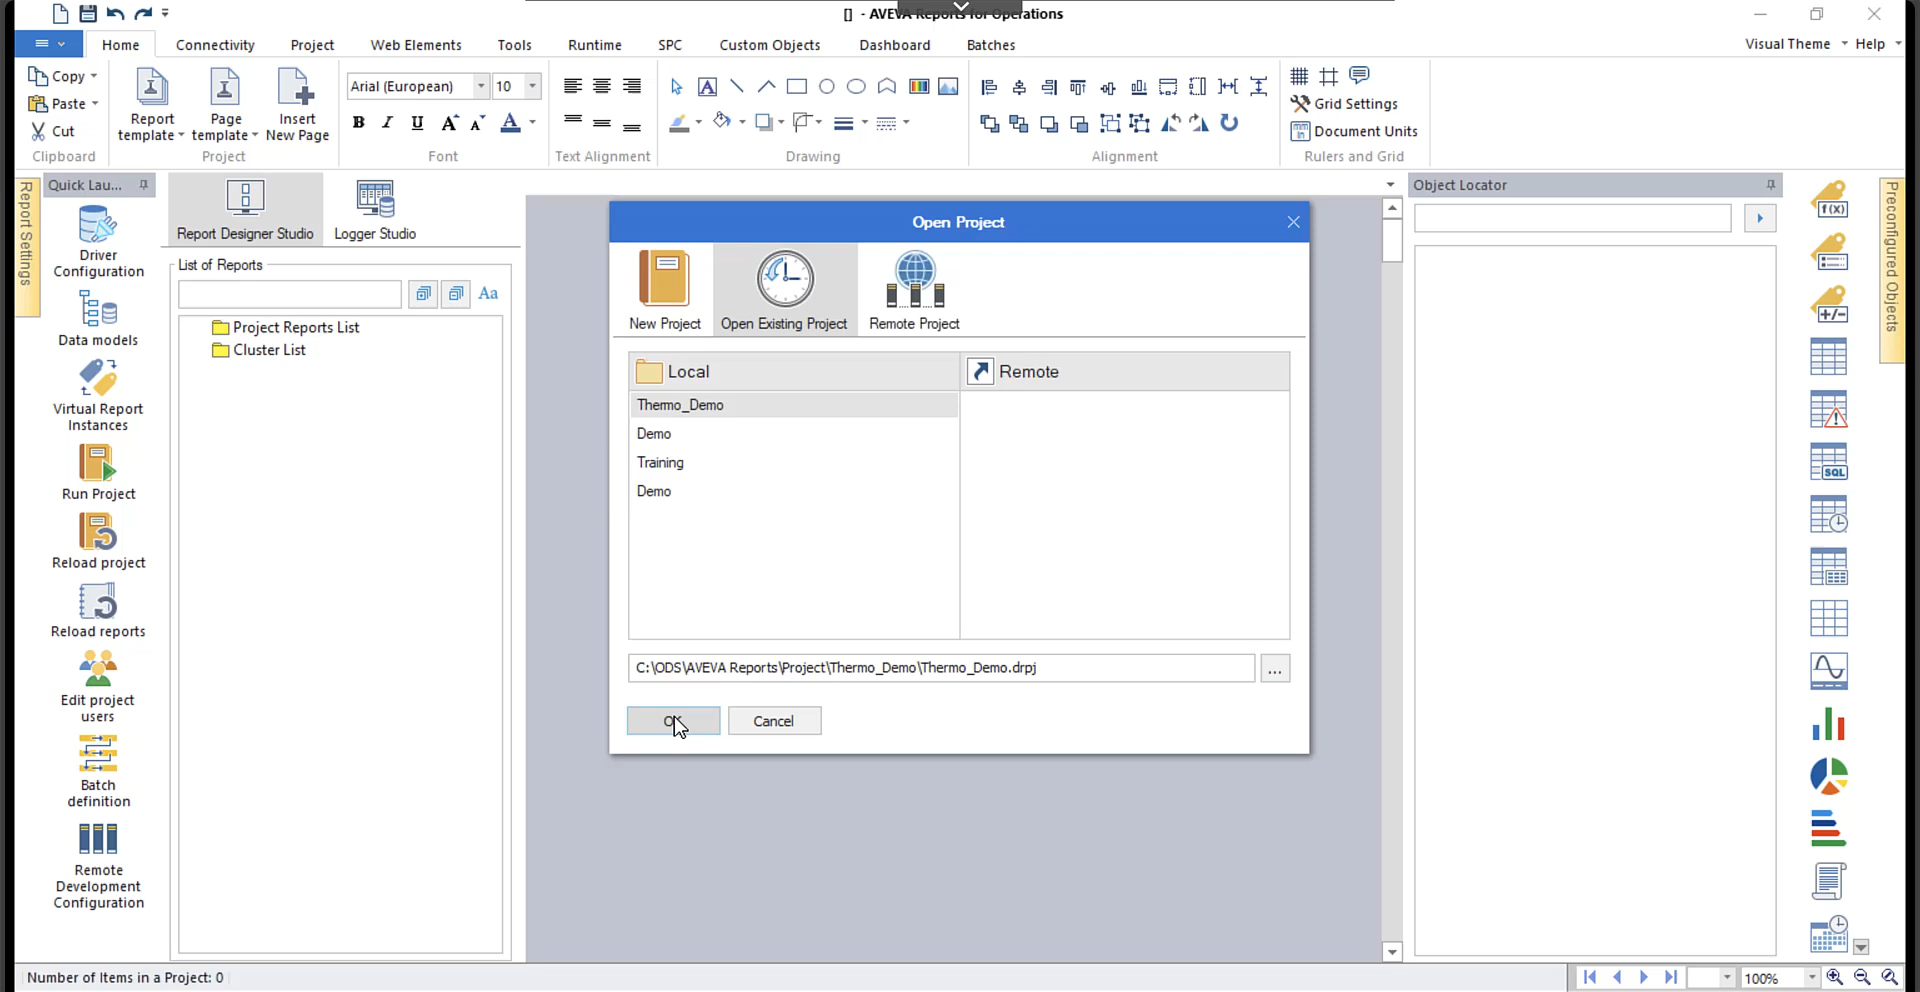 [] - AVEVA Reports for Operations
Home Connectivity Project Web Elements Tools Runtime SPC Custom Objects Dashboard Batches Visual Theme Help
Copy
Paste
Cut
Clipboard
Report template
Page template
Insert New Page
Project
Arial (European) 10
B I U A A A
Font
Text Alignment
A
Drawing
Alignment
Grid Settings
Document Units
Rulers and Grid
Report Settings
Quick Lau...
Driver Configuration
Data models
Virtual Report Instances
Run Project
Reload project
Reload reports
Edit project users
Batch definition
Remote Development Configuration
Report Designer Studio
Logger Studio
List of Reports
Aa
Project Reports List
Cluster List
Open Project
New Project
Open Existing Project
Remote Project
Local
Remote
Thermo_Demo
Demo
Training
Demo
C:\ODS\AVEVA Reports\Project\Thermo_Demo\Thermo_Demo.drpj
...
Cancel
Object Locator
f(x)
+/-
SQL
Preconfigured Objects
Number of Items in a Project: 0
100%